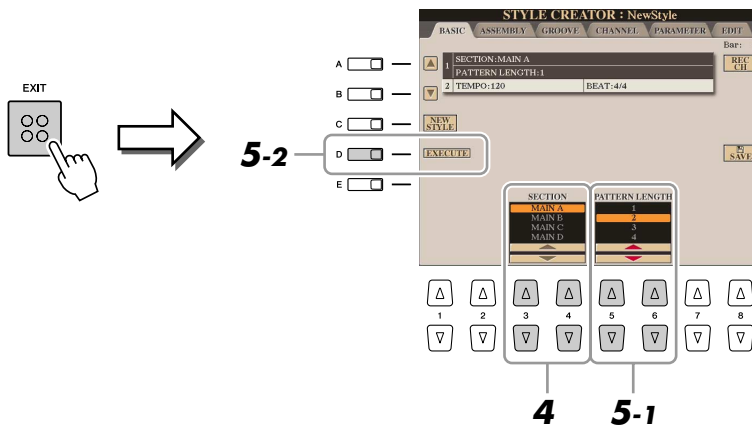 STYLE CREATOR : NewStyle
BASIC ASSEMBLY GROOVE CHANNEL PARAMETER EDIT
Bar:
A
1 SECTION:MAIN A
PATTERN LENGTH:1
REC CH
2 TEMPO:120 BEAT:4/4
B
EXIT
C
NEW STYLE
5-2
D
EXECUTE
SAVE
E
SECTION
MAIN A
MAIN B
MAIN C
MAIN D
PATTERN LENGTH
1
2
3
4
1 2 3 4 5 6 7 8
4 5-1